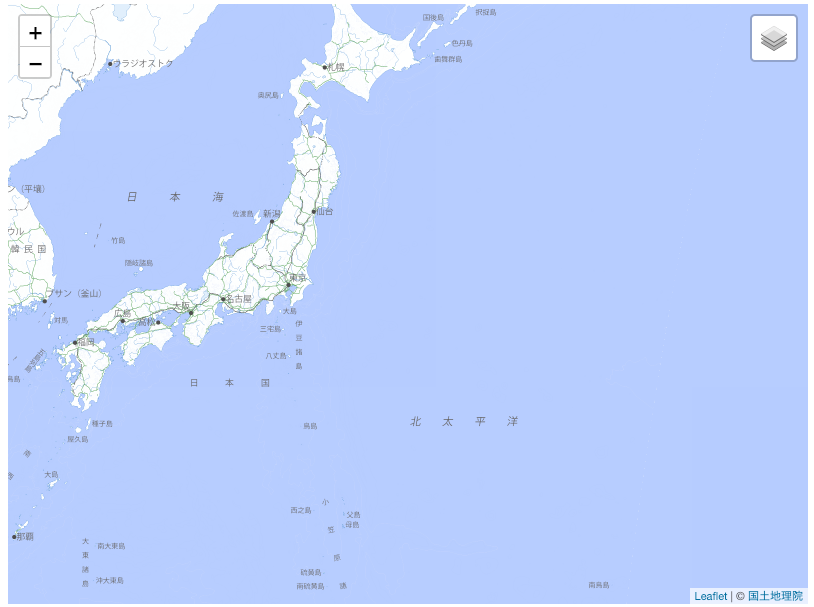 択捉島
国後島
+
色丹島
歯舞群島
−
ウラジオストク
札幌
奥尻島
ン（平壌）
日本海
佐渡島
新潟
仙台
ウル
竹島
韓民国
隠岐諸島
東京
プサン（釜山）
名古屋
大阪
大島
広島
高松
対馬
伊豆諸島
三宅島
福岡
八丈島
日本国
種子島
北太平洋
鳥島
屋久島
大島
西之島
小笠原
父島
母島
那覇
大東諸島
南大東島
硫黄島
沖大東島
南硫黄島
南鳥島
Leaflet | © 国土地理院